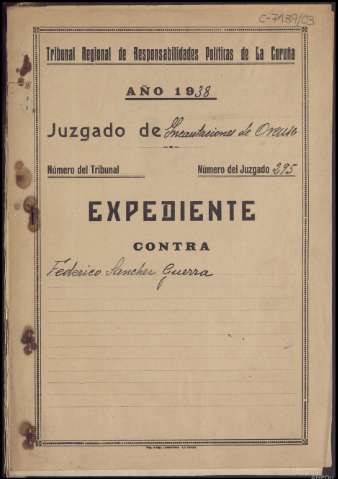 C-7189/03
Tribunal Regional de Responsabilidades Políticas de La Coruña
AÑO 1938
Juzgado de Incautaciones de Orense
Número del Tribunal Número del Juzgado 295
EXPEDIENTE
CONTRA
Federico Sanchez Guerra